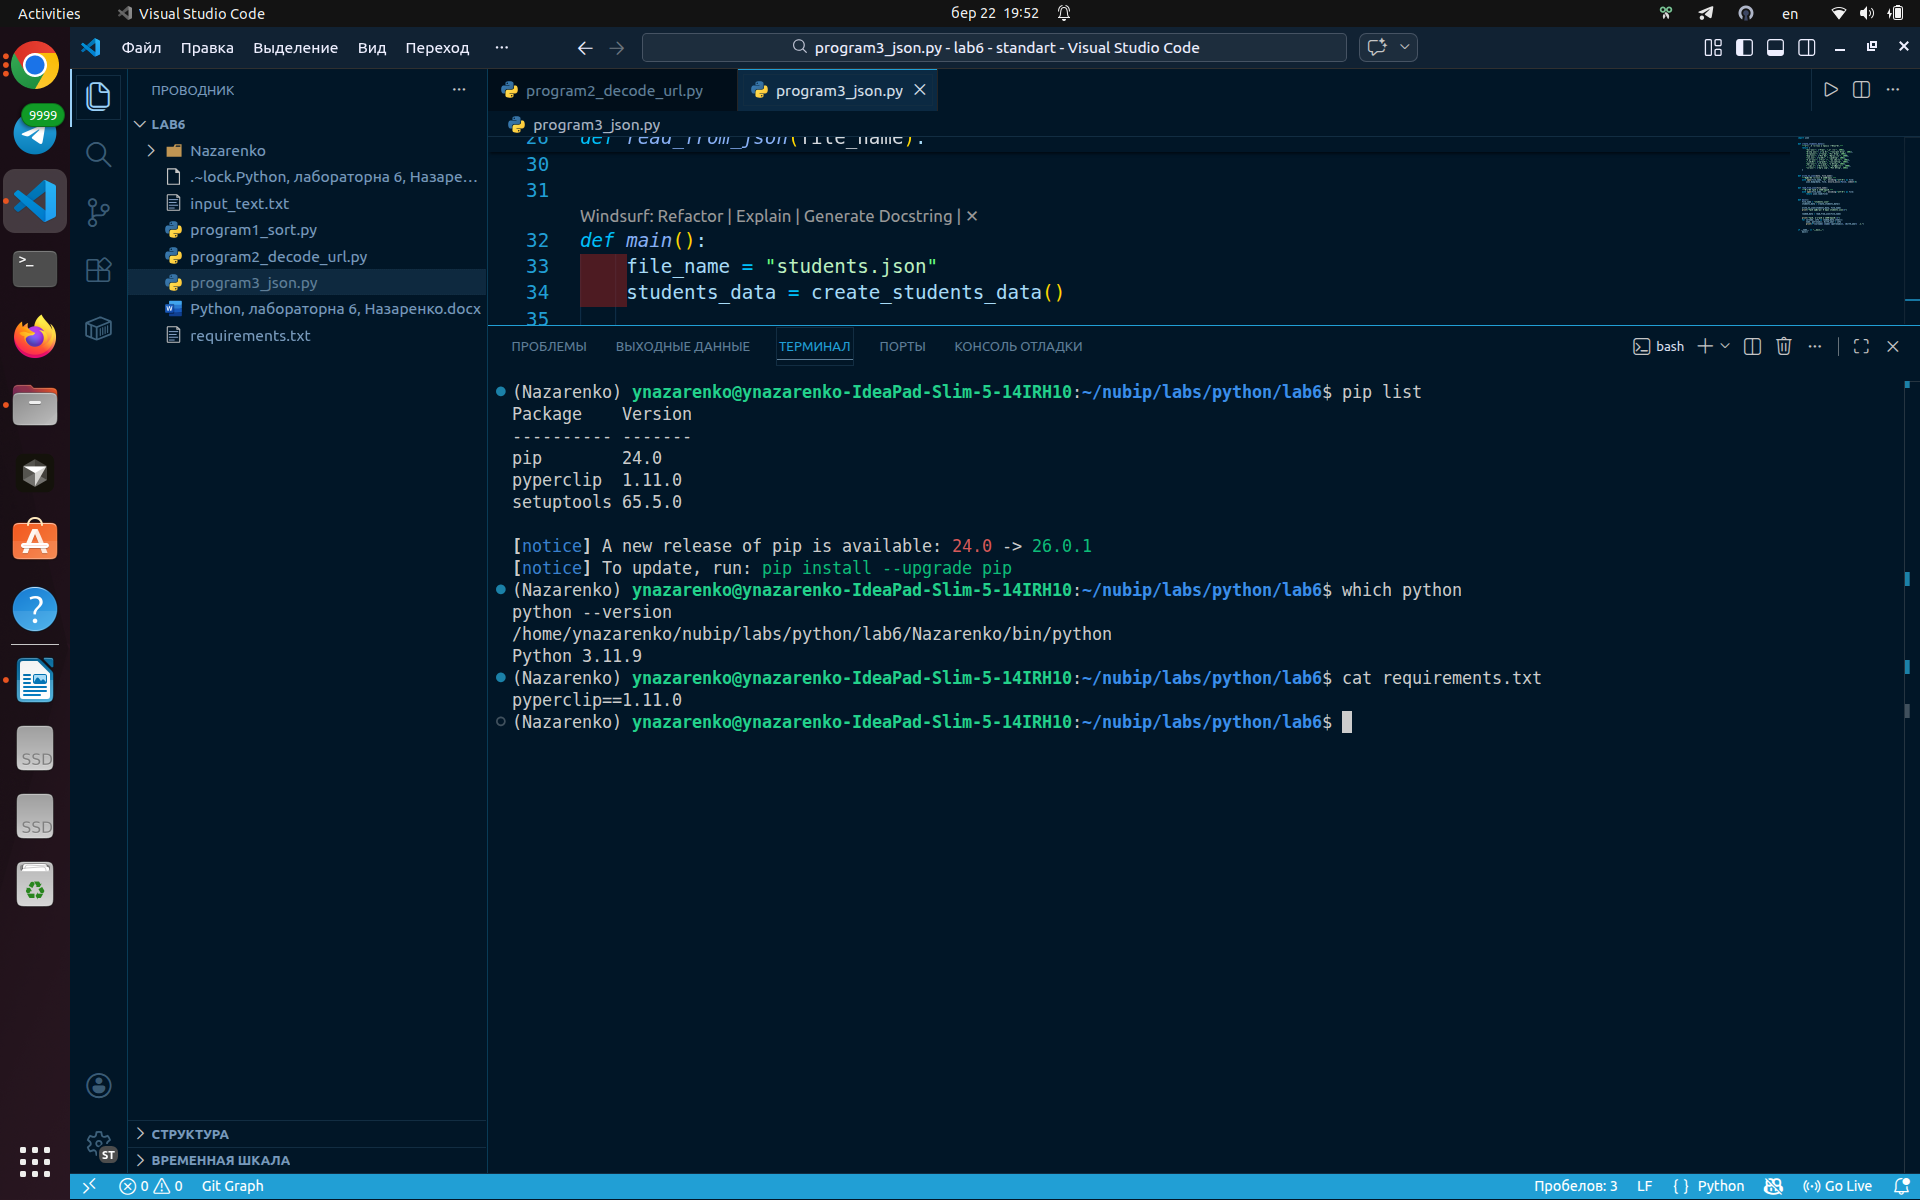 Activities
Visual Studio Code
бер 22 19:52
en
9999
Файл
Правка
Выделение
Вид
Переход
program3_json.py - lab6 - standart - Visual Studio Code
ПРОВОДНИК
LAB6
Nazarenko
.~lock.Python, лабораторна 6, Назаре...
input_text.txt
program1_sort.py
program2_decode_url.py
program3_json.py
Python, лабораторна 6, Назаренко.docx
requirements.txt
СТРУКТУРА
ВРЕМЕННАЯ ШКАЛА
program2_decode_url.py
program3_json.py
program3_json.py
def read_from_json(file_name):
30
31
Windsurf: Refactor | Explain | Generate Docstring | ✕
32 def main():
33 file_name = "students.json"
34 students_data = create_students_data()
35
ПРОБЛЕМЫ
ВЫХОДНЫЕ ДАННЫЕ
ТЕРМИНАЛ
ПОРТЫ
КОНСОЛЬ ОТЛАДКИ
bash
(Nazarenko) ynazarenko@ynazarenko-IdeaPad-Slim-5-14IRH10:~/nubip/labs/python/lab6$ pip list
Package    Version
---------- -------
pip        24.0
pyperclip  1.11.0
setuptools 65.5.0
[notice] A new release of pip is available: 24.0 -> 26.0.1
[notice] To update, run: pip install --upgrade pip
(Nazarenko) ynazarenko@ynazarenko-IdeaPad-Slim-5-14IRH10:~/nubip/labs/python/lab6$ which python
python --version
/home/ynazarenko/nubip/labs/python/lab6/Nazarenko/bin/python
Python 3.11.9
(Nazarenko) ynazarenko@ynazarenko-IdeaPad-Slim-5-14IRH10:~/nubip/labs/python/lab6$ cat requirements.txt
pyperclip==1.11.0
(Nazarenko) ynazarenko@ynazarenko-IdeaPad-Slim-5-14IRH10:~/nubip/labs/python/lab6$
SSD
SSD
ST
0 0
Git Graph
Пробелов: 3
LF
{ } Python
Go Live